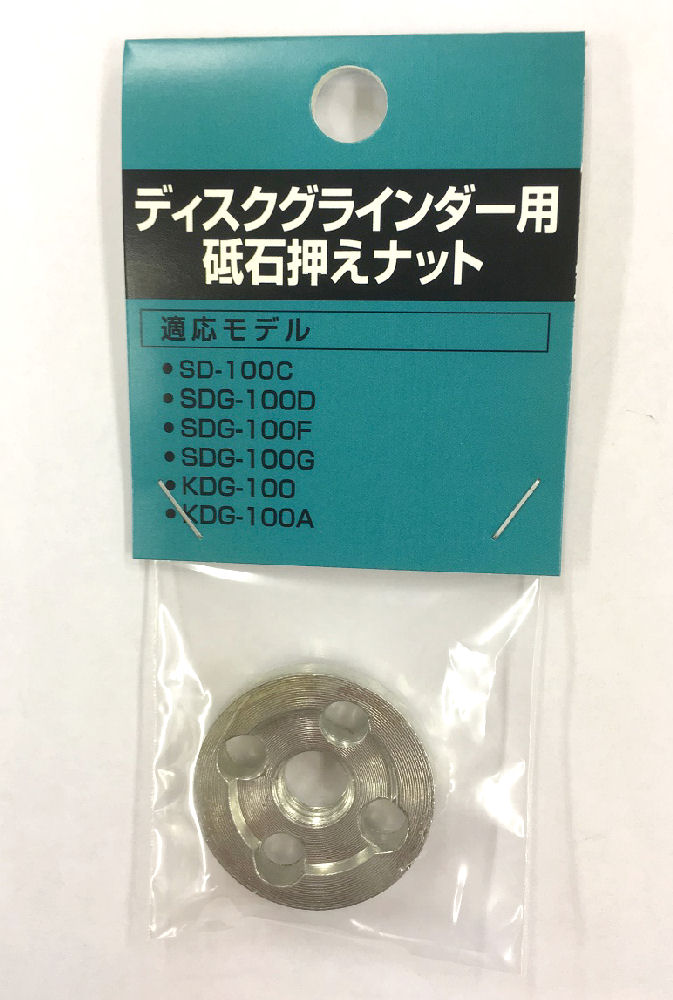 ディスクグラインダー用
砥石押えナット
適応モデル
●SD-100C
●SDG-100D
●SDG-100F
●SDG-100G
●KDG-100
●KDG-100A